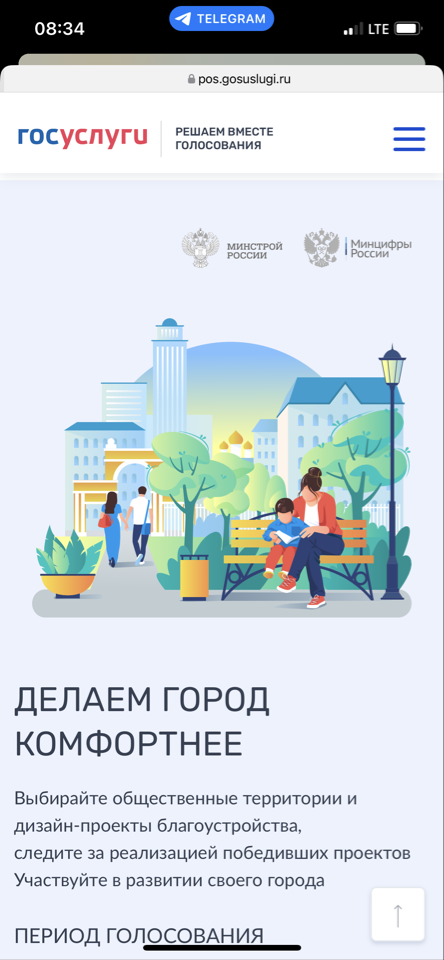 08:34
TELEGRAM
LTE
pos.gosuslugi.ru
госуслуги
РЕШАЕМ ВМЕСТЕ
ГОЛОСОВАНИЯ
МИНСТРОЙ
РОССИИ
Минцифры
России
ДЕЛАЕМ ГОРОД
КОМФОРТНЕЕ
Выбирайте общественные территории и
дизайн-проекты благоустройства,
следите за реализацией победивших проектов
Участвуйте в развитии своего города
ПЕРИОД ГОЛОСОВАНИЯ